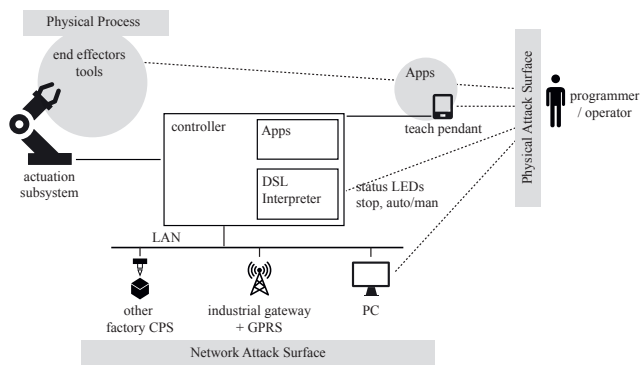 Physical Process
end effectors
tools
Apps
controller
Apps
teach pendant
programmer
/ operator
Physical Attack Surface
actuation
subsystem
DSL
Interpreter
status LEDs
stop, auto/man
LAN
other
factory CPS
industrial gateway
+ GPRS
PC
Network Attack Surface